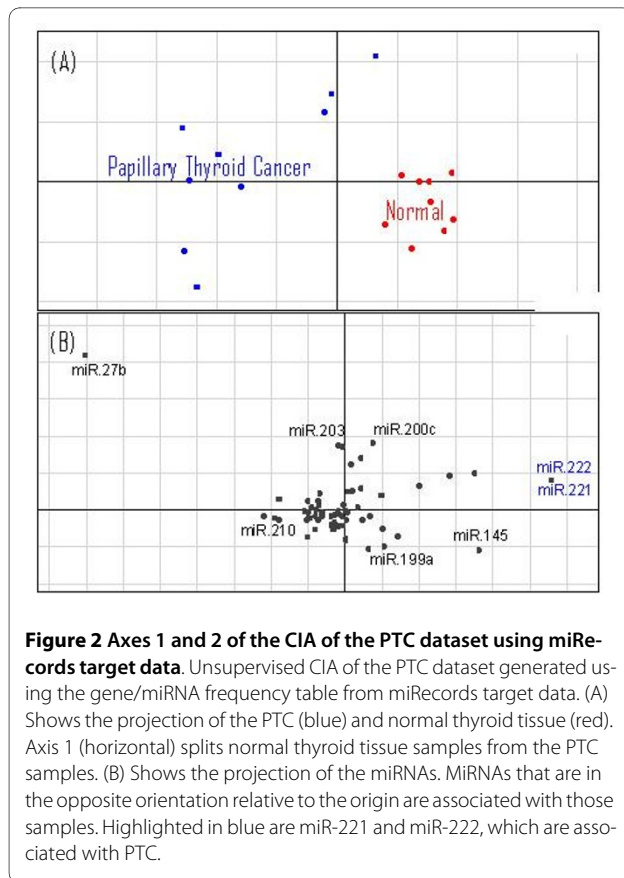 (A)
Papillary Thyroid Cancer
Normal
(B)
miR.27b
miR.203
miR.200c
miR.222
miR.221
miR.210
miR.145
miR.199a
Figure 2 Axes 1 and 2 of the CIA of the PTC dataset using miRe-
cords target data. Unsupervised CIA of the PTC dataset generated us-
ing the gene/miRNA frequency table from miRecords target data. (A)
Shows the projection of the PTC (blue) and normal thyroid tissue (red).
Axis 1 (horizontal) splits normal thyroid tissue samples from the PTC
samples. (B) Shows the projection of the miRNAs. MiRNAs that are in
the opposite orientation relative to the origin are associated with those
samples. Highlighted in blue are miR-221 and miR-222, which are asso-
ciated with PTC.